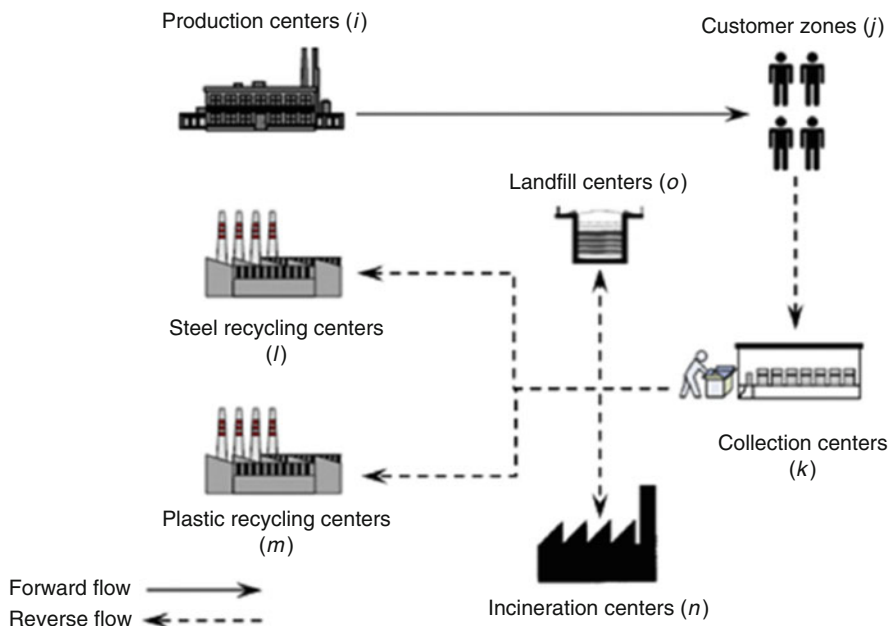 Production centers (i)
Customer zones (j)
Landfill centers (o)
Steel recycling centers
(l)
Collection centers
(k)
Plastic recycling centers
(m)
Incineration centers (n)
Forward flow
Reverse flow